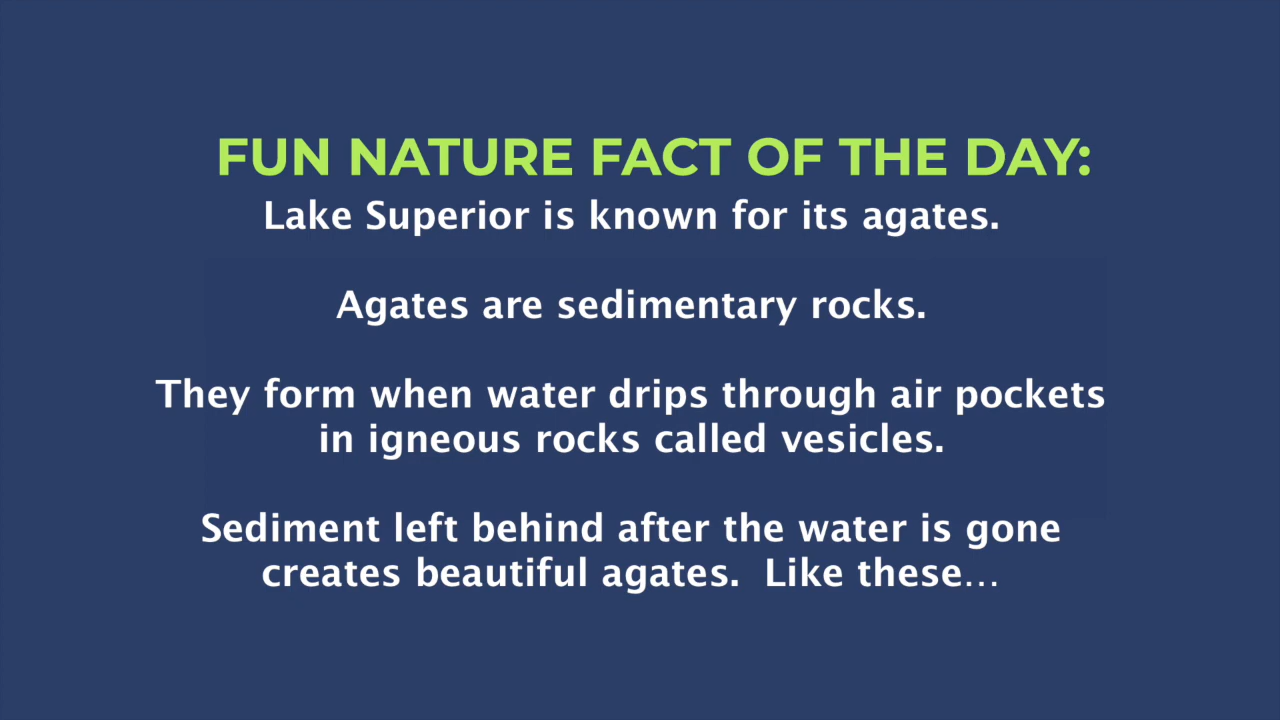 FUN NATURE FACT OF THE DAY:
Lake Superior is known for its agates.
Agates are sedimentary rocks.
They form when water drips through air pockets
in igneous rocks called vesicles.
Sediment left behind after the water is gone
creates beautiful agates.  Like these...